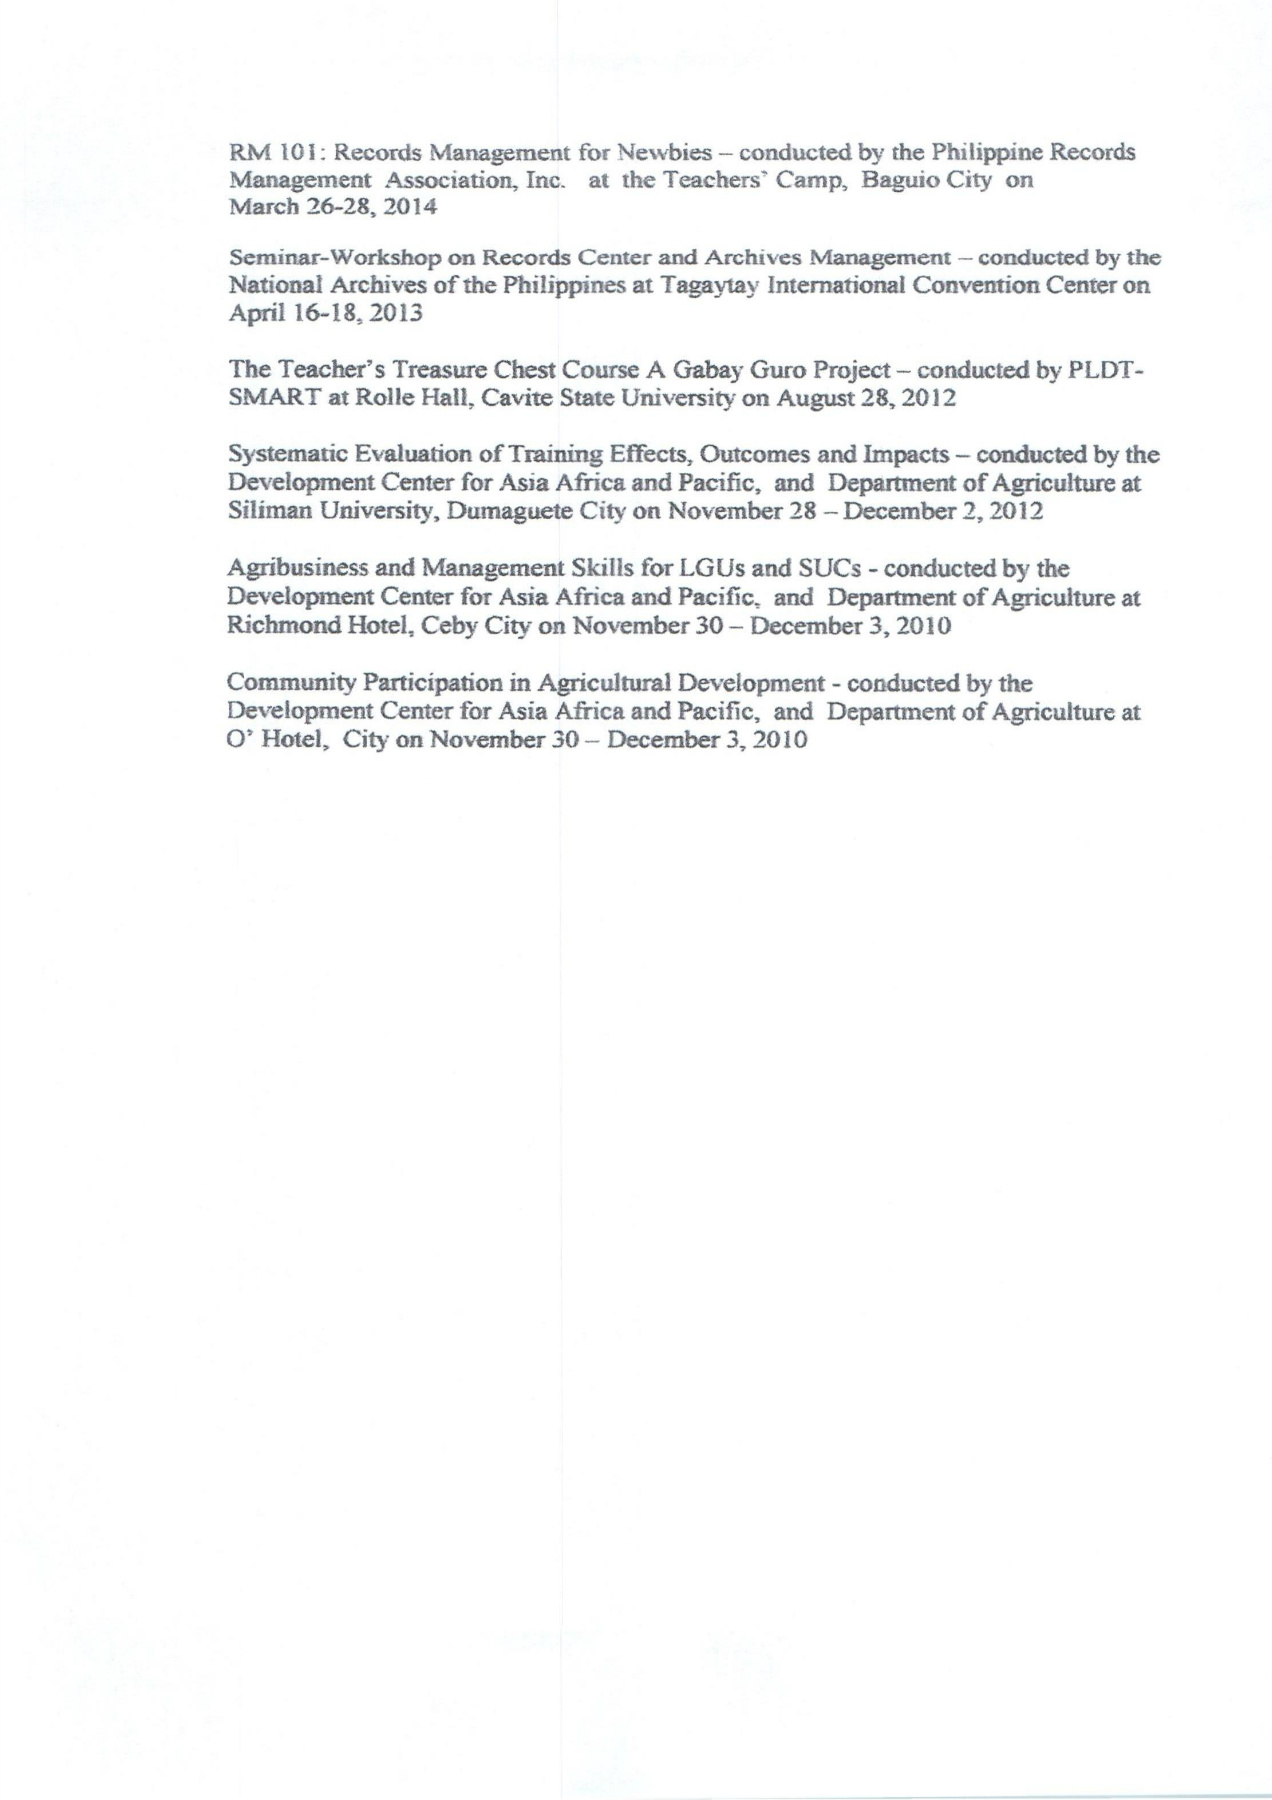 RM 101: Records Management for Newbies – conducted by the Philippine Records
Management Association, Inc. at the Teachers' Camp, Baguio City on
March 26-28, 2014
Seminar-Workshop on Records Center and Archives Management – conducted by the
National Archives of the Philippines at Tagaytay International Convention Center on
April 16-18, 2013
The Teacher's Treasure Chest Course A Gabay Guro Project – conducted by PLDT-
SMART at Rolle Hall, Cavite State University on August 28, 2012
Systematic Evaluation of Training Effects, Outcomes and Impacts – conducted by the
Development Center for Asia Africa and Pacific, and Department of Agriculture at
Siliman University, Dumaguete City on November 28 – December 2, 2012
Agribusiness and Management Skills for LGUs and SUCs - conducted by the
Development Center for Asia Africa and Pacific, and Department of Agriculture at
Richmond Hotel, Ceby City on November 30 – December 3, 2010
Community Participation in Agricultural Development - conducted by the
Development Center for Asia Africa and Pacific, and Department of Agriculture at
O' Hotel, City on November 30 – December 3, 2010